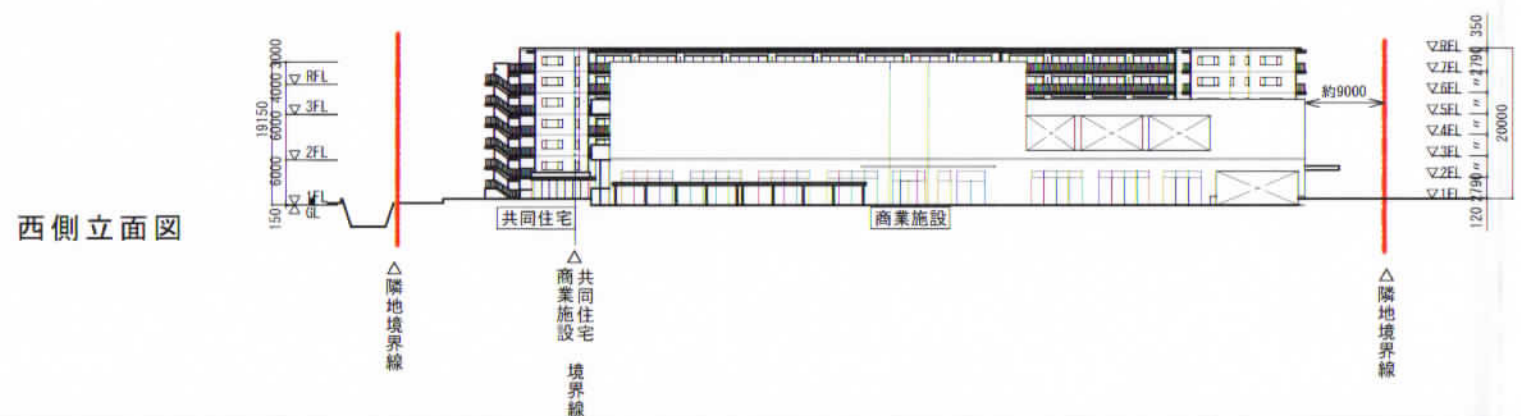 西側立面図
3000
4000
6000
6000
19150
150
▽ RFL
▽ 3FL
▽ 2FL
▽ 1FL
△ GL
共同住宅
商業施設
△隣地境界線
△共同住宅
商業施設
境界線
△隣地境界線
約9000
350
▽RFL
2790
▽7FL
〃
▽6FL
〃
▽5FL
〃
▽4FL
〃
▽3FL
〃
▽2FL
2790
▽1FL
120
20000